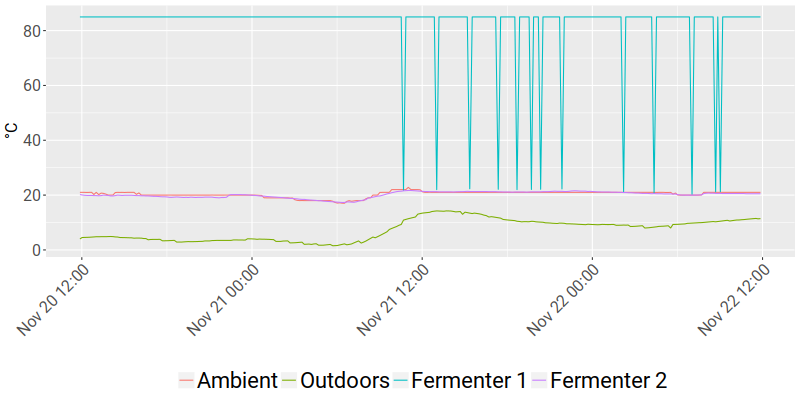 °C
80
60
40
20
0
Nov 20 12:00
Nov 21 00:00
Nov 21 12:00
Nov 22 00:00
Nov 22 12:00
Ambient Outdoors Fermenter 1 Fermenter 2